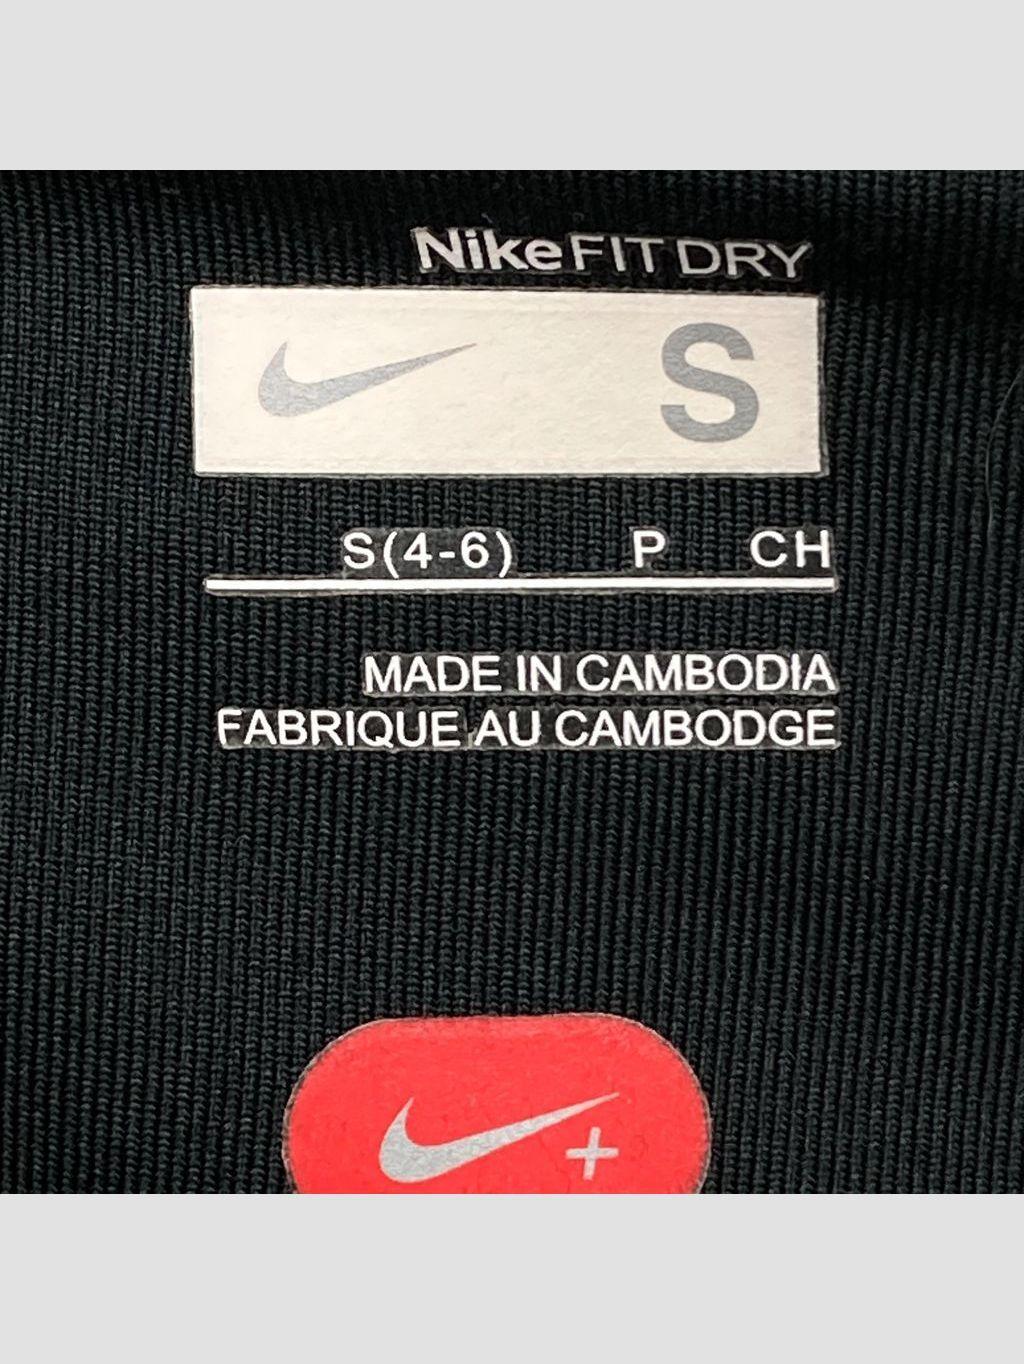 NikeFIT DRY
S
S(4-6) P CH
MADE IN CAMBODIA
FABRIQUE AU CAMBODGE
+